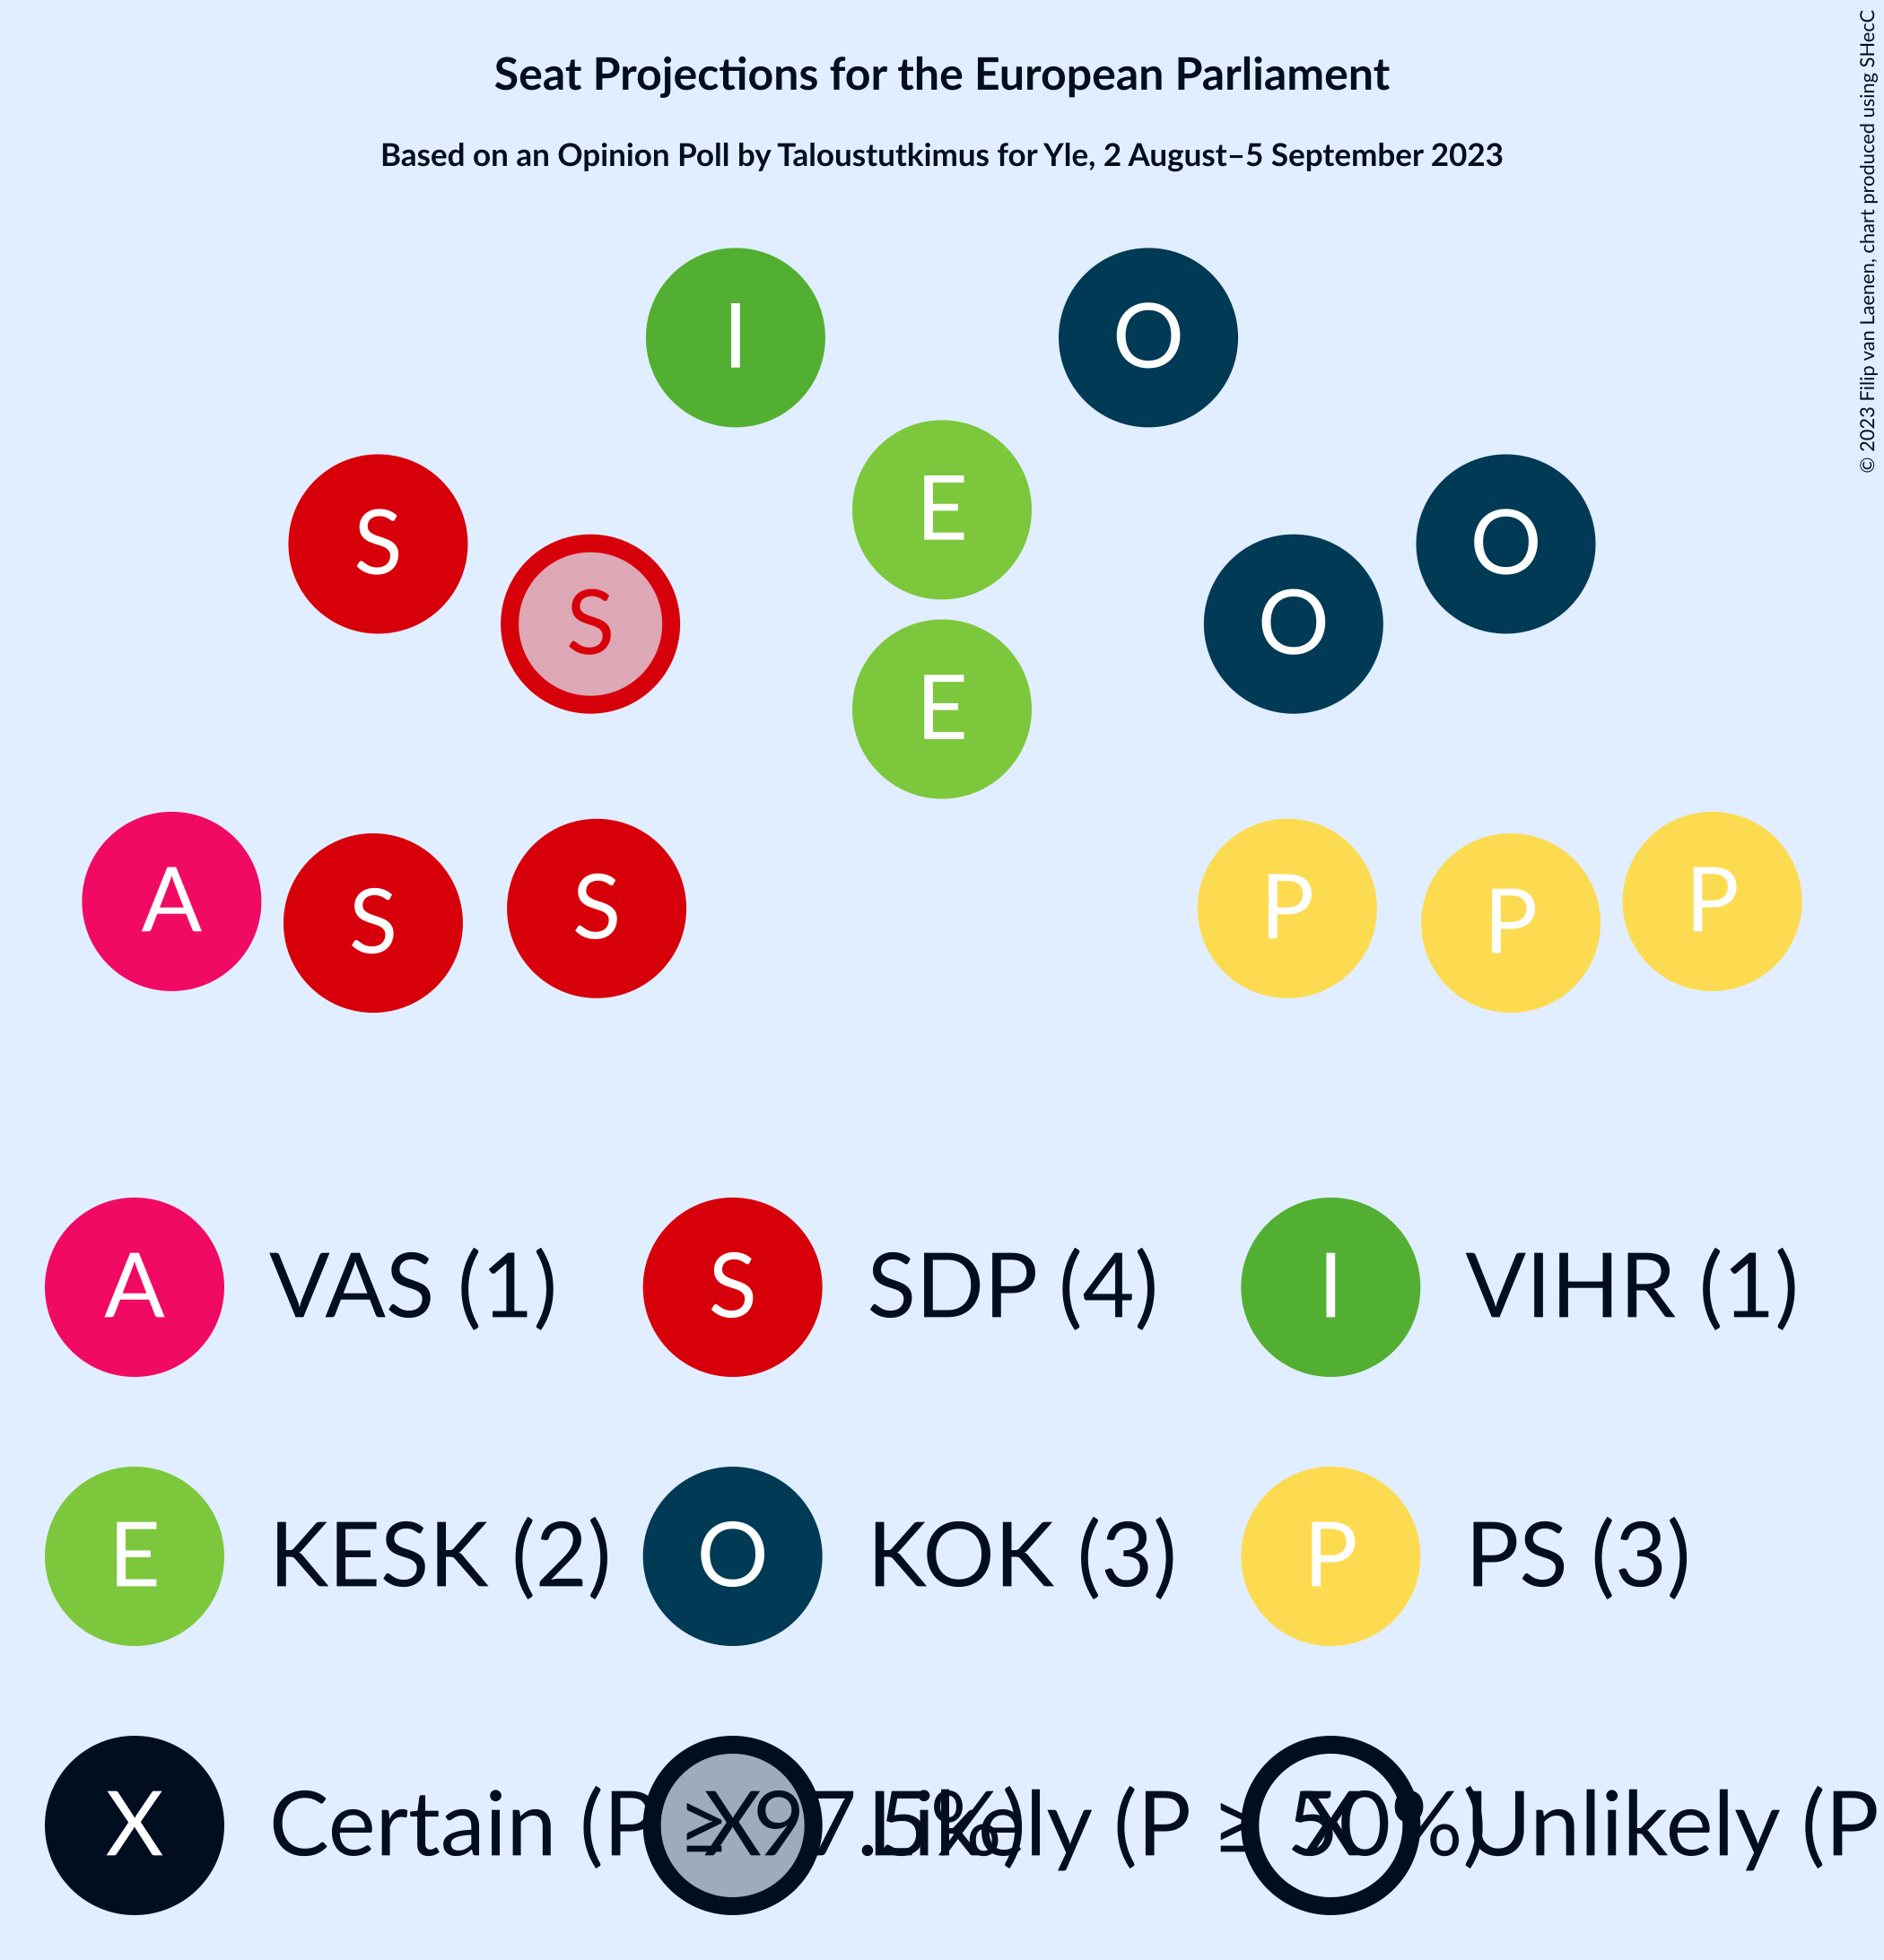 Seat Projections for the European Parliament
Based on an Opinion Poll by Taloustutkimus for Yle, 2 August–5 September 2023
© 2023 Filip van Laenen, chart produced using SHecC
I O
E
S O
S O
E
A P
S S P P
A VAS (1) S SDP (4) I VIHR (1)
E KESK (2) O KOK (3) P PS (3)
X Certain (P ≥ 97.5%) X Likely (P ≥ 50%) X Unlikely (P